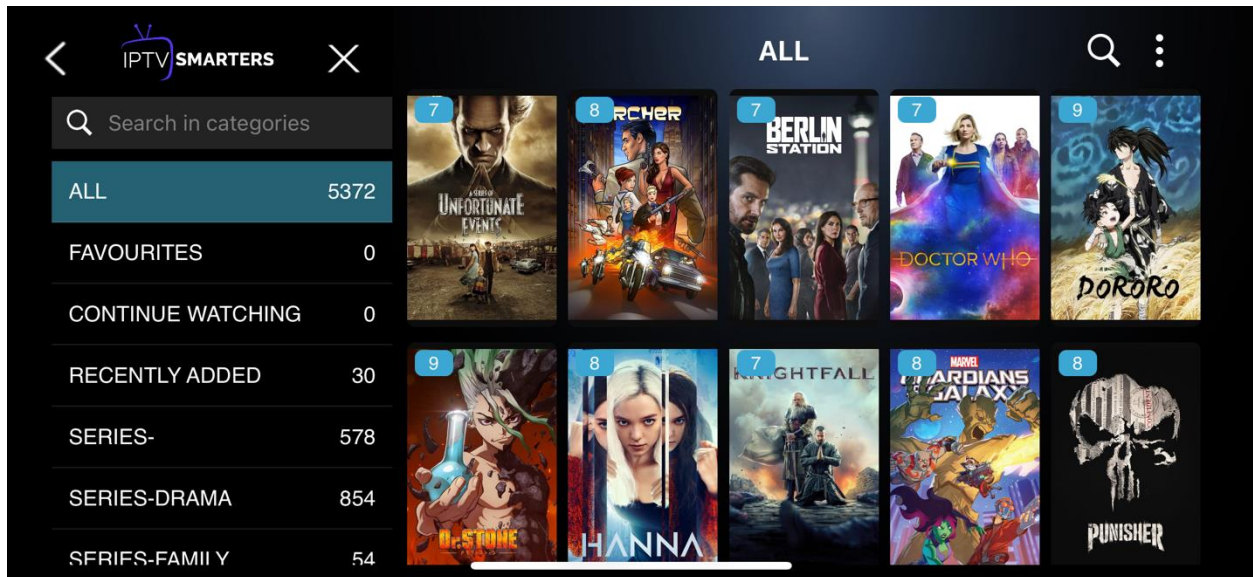 IPTV SMARTERS
Search in categories
ALL 5372
FAVOURITES 0
CONTINUE WATCHING 0
RECENTLY ADDED 30
SERIES- 578
SERIES-DRAMA 854
SERIES-FAMILY 54
ALL
7
A SERIES OF
UNFORTUNATE
EVENTS
8
ARCHER
7
BERLIN
STATION
7
DOCTOR WHO
9
DORORO
9
Dr.STONE
8
HANNA
7
KNIGHTFALL
8
MARVEL
GUARDIANS
GALAXY
8
PUNISHER